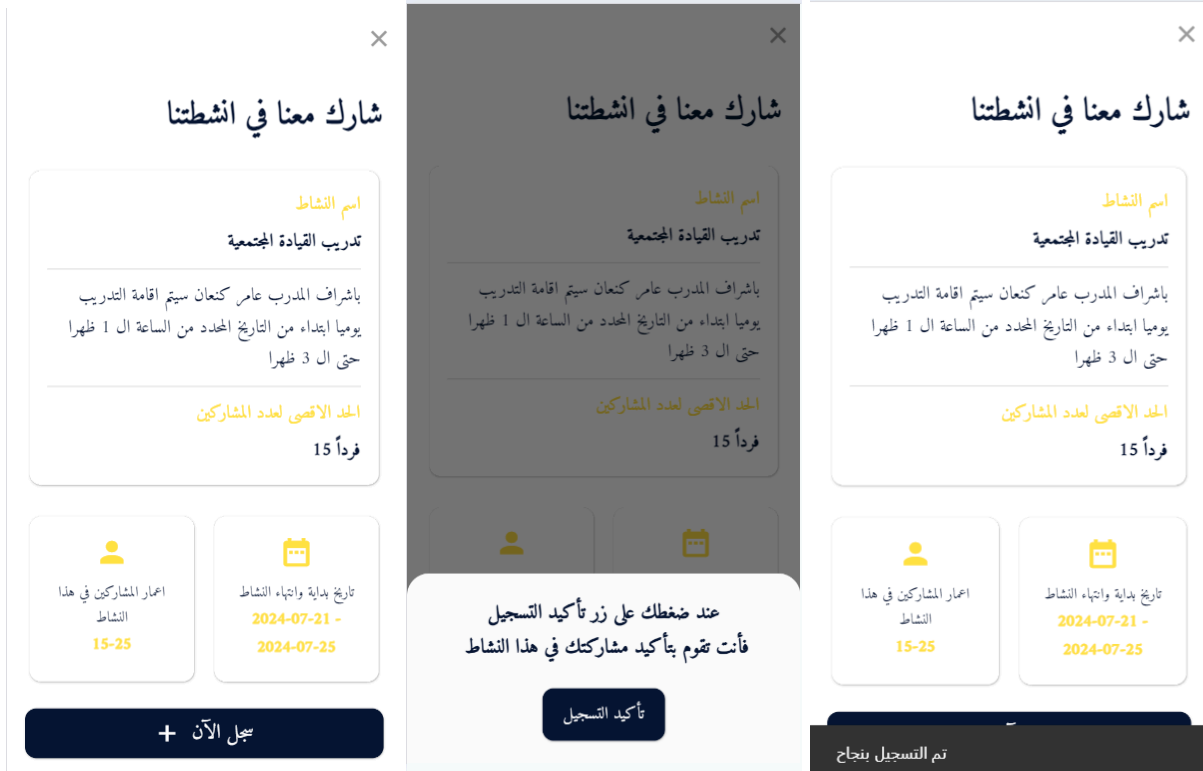 شارك معنا في انشطتنا
اسم النشاط
تدريب القيادة المجتمعية
باشراف المدرب عامر كنعان سيتم اقامة التدريب
يوميا ابتداء من التاريخ المحدد من الساعة ال 1 ظهرا
حتى ال 3 ظهرا
الحد الاقصى لعدد المشاركين
فرداً 15
تاريخ بداية وانتهاء النشاط
2024-07-21 -
2024-07-25
اعمار المشاركين في هذا
النشاط
15-25
سجل الآن +
شارك معنا في انشطتنا
اسم النشاط
تدريب القيادة المجتمعية
باشراف المدرب عامر كنعان سيتم اقامة التدريب
يوميا ابتداء من التاريخ المحدد من الساعة ال 1 ظهرا
حتى ال 3 ظهرا
الحد الاقصى لعدد المشاركين
فرداً 15
عند ضغطك على زر تأكيد التسجيل
فأنت تقوم بتأكيد مشاركتك في هذا النشاط
تأكيد التسجيل
شارك معنا في انشطتنا
اسم النشاط
تدريب القيادة المجتمعية
باشراف المدرب عامر كنعان سيتم اقامة التدريب
يوميا ابتداء من التاريخ المحدد من الساعة ال 1 ظهرا
حتى ال 3 ظهرا
الحد الاقصى لعدد المشاركين
فرداً 15
تاريخ بداية وانتهاء النشاط
2024-07-21 -
2024-07-25
اعمار المشاركين في هذا
النشاط
15-25
تم التسجيل بنجاح